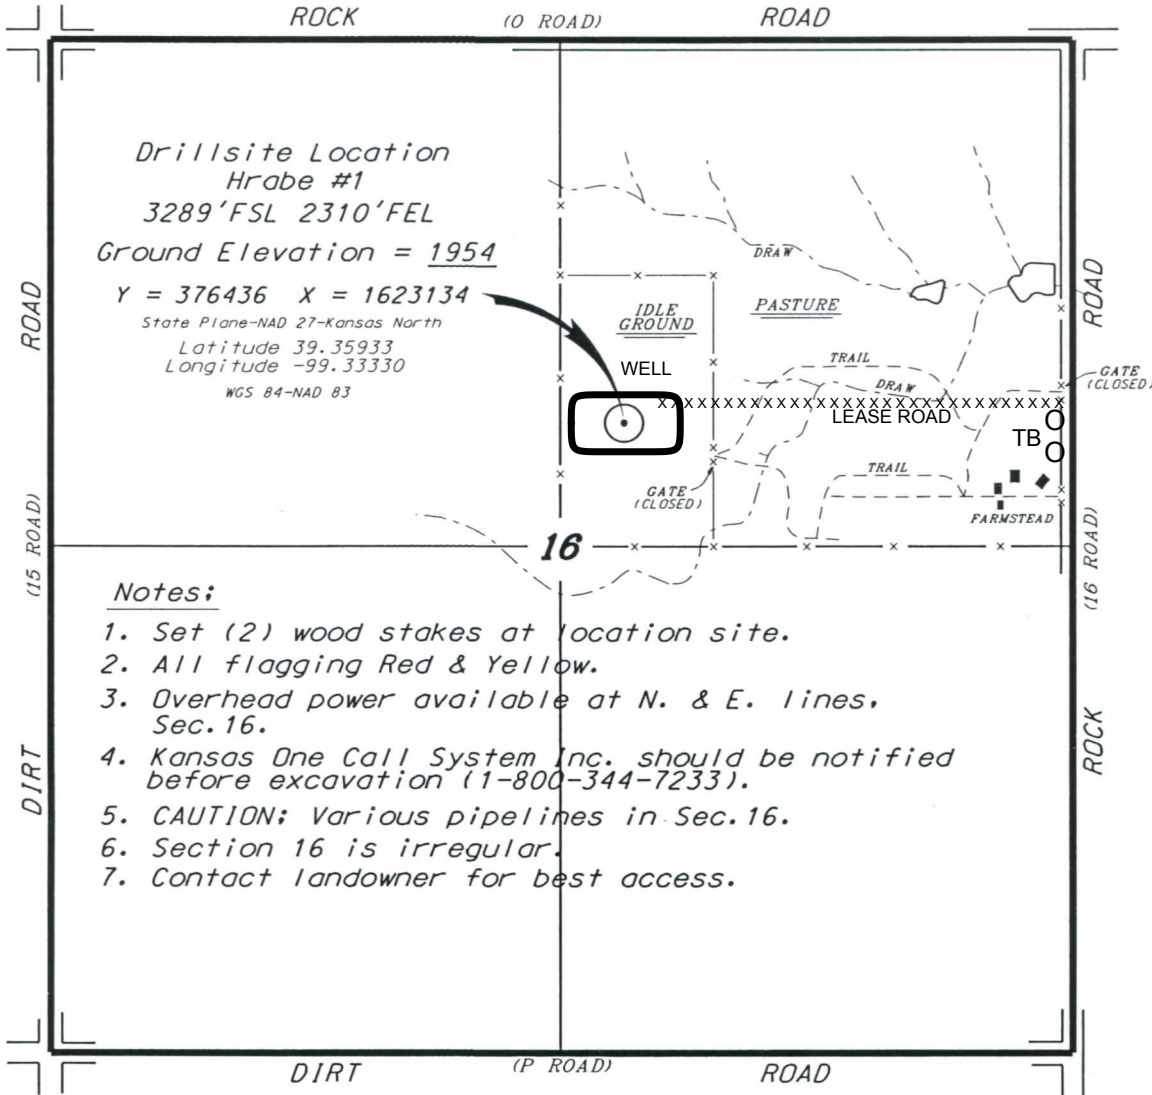 ROCK (O ROAD) ROAD
Drillsite Location
Hrabe #1
3289'FSL 2310'FEL
Ground Elevation = 1954
Y = 376436 X = 1623134
State Plane-NAD 27-Kansas North
Latitude 39.35933
Longitude -99.33330
WGS 84-NAD 83
ROAD
(15 ROAD)
DIRT
DRAW
IDLE
GROUND
PASTURE
WELL
TRAIL
DRAW
X X X X X X X X X X X X X X X X X X X X X X X X X X X X X X X X
LEASE ROAD
GATE
(CLOSED)
O
TB O
TRAIL
GATE
(CLOSED)
FARMSTEAD
ROAD
(16 ROAD)
ROCK
16
Notes:
1. Set (2) wood stakes at location site.
2. All flagging Red & Yellow.
3. Overhead power available at N. & E. lines,
Sec.16.
4. Kansas One Call System Inc. should be notified
before excavation (1-800-344-7233).
5. CAUTION: Various pipelines in Sec.16.
6. Section 16 is irregular.
7. Contact landowner for best access.
DIRT (P ROAD) ROAD